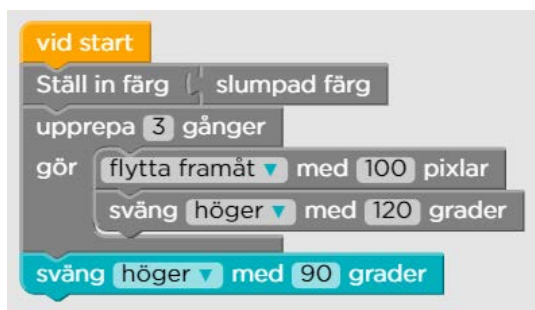 vid start
Ställ in färg slumpad färg
upprepa 3 gånger
gör flytta framåt ▼ med 100 pixlar
sväng höger ▼ med 120 grader
sväng höger ▼ med 90 grader